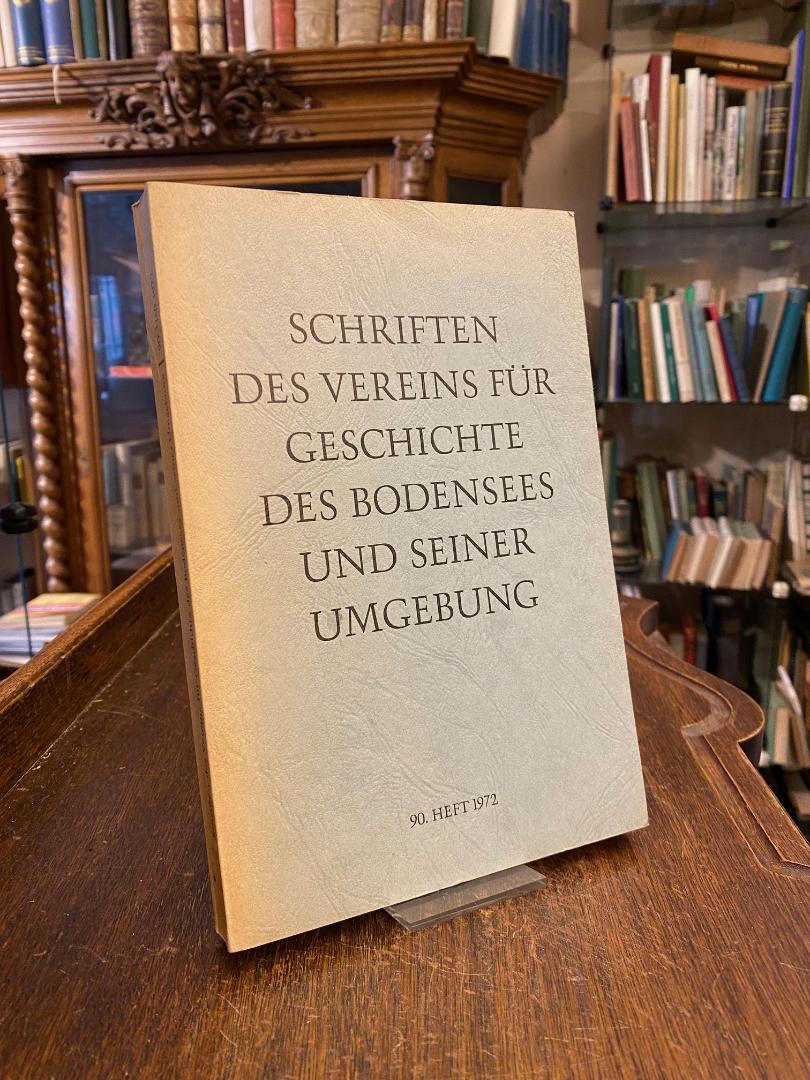 SCHRIFTEN
DES VEREINS FÜR
GESCHICHTE
DES BODENSEES
UND SEINER
UMGEBUNG
90. HEFT 1972